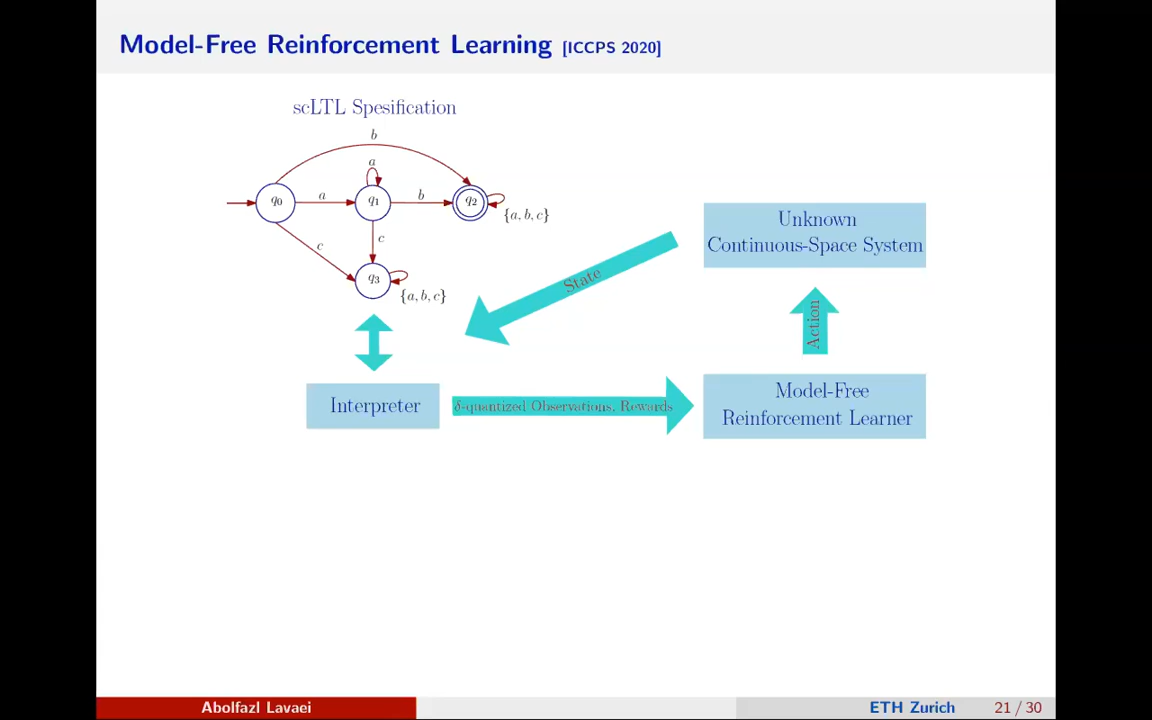 Model-Free Reinforcement Learning [ICCPS 2020]
scLTL Spesification
b
a
q0
a
q1
b
q2
{a, b, c}
c
c
q3
{a, b, c}
Unknown
Continuous-Space System
State
Action
Interpreter
δ-quantized Observations, Rewards
Model-Free
Reinforcement Learner
Abolfazl Lavaei
ETH Zurich
21 / 30